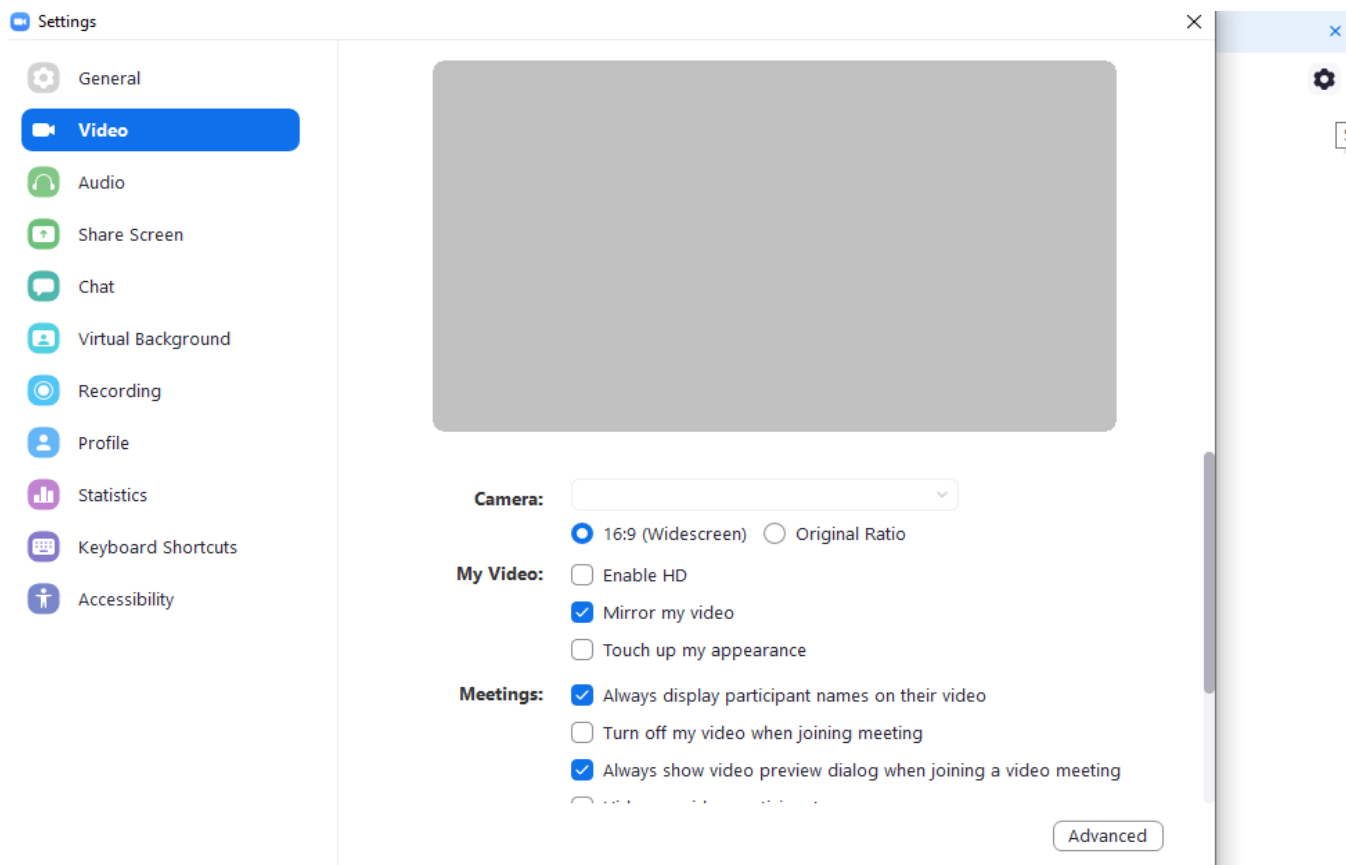 Settings
General
Video
Audio
Share Screen
Chat
Virtual Background
Recording
Profile
Statistics
Keyboard Shortcuts
Accessibility
Camera:
16:9 (Widescreen) Original Ratio
My Video: Enable HD
Mirror my video
Touch up my appearance
Meetings: Always display participant names on their video
Turn off my video when joining meeting
Always show video preview dialog when joining a video meeting
Advanced